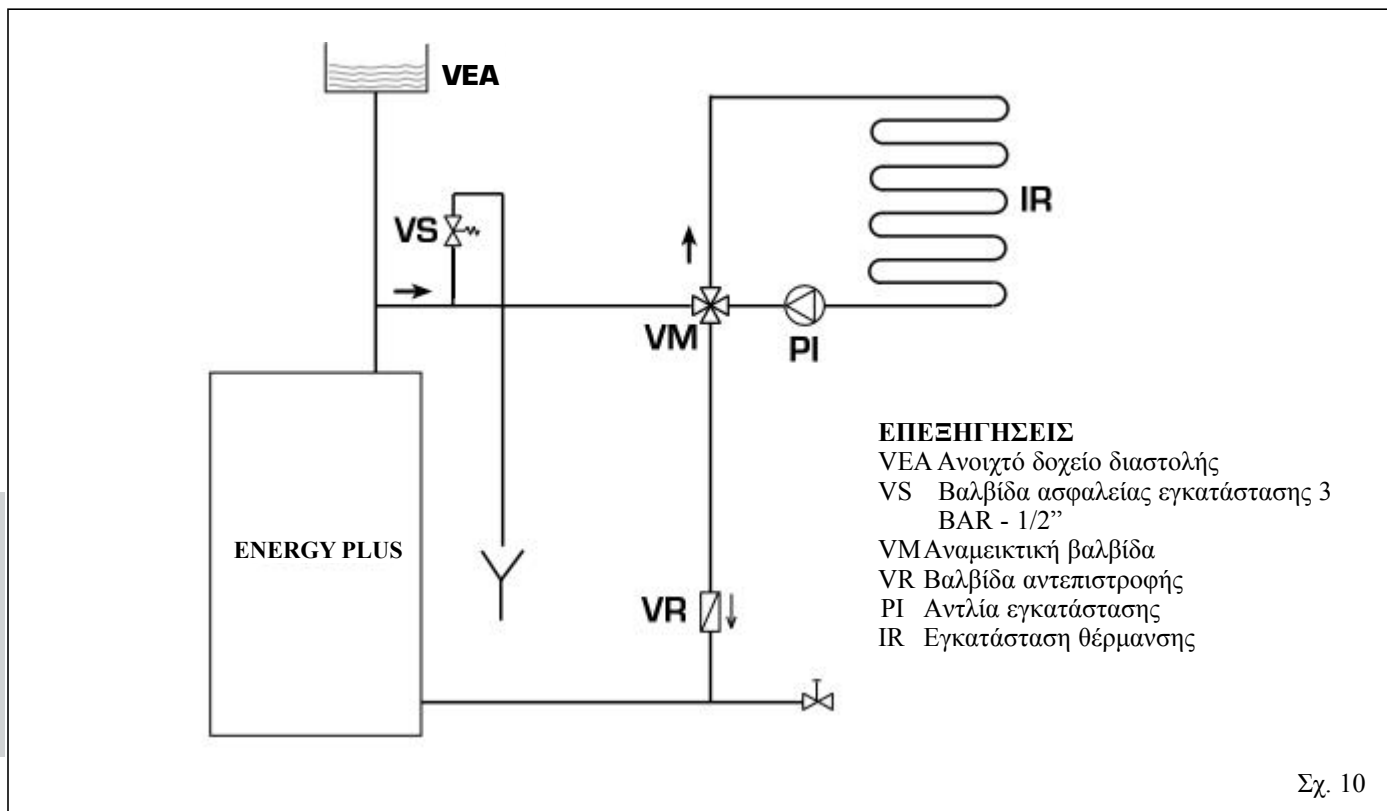 VEA
VS
IR
VM
PI
ENERGY PLUS
VR
ΕΠΕΞΗΓΗΣΕΙΣ
VEA Ανοιχτό δοχείο διαστολής
VS Βαλβίδα ασφαλείας εγκατάστασης 3
BAR - 1/2”
VM Αναμεικτική βαλβίδα
VR Βαλβίδα αντεπιστροφής
PI Αντλία εγκατάστασης
IR Εγκατάσταση θέρμανσης
Σχ. 10